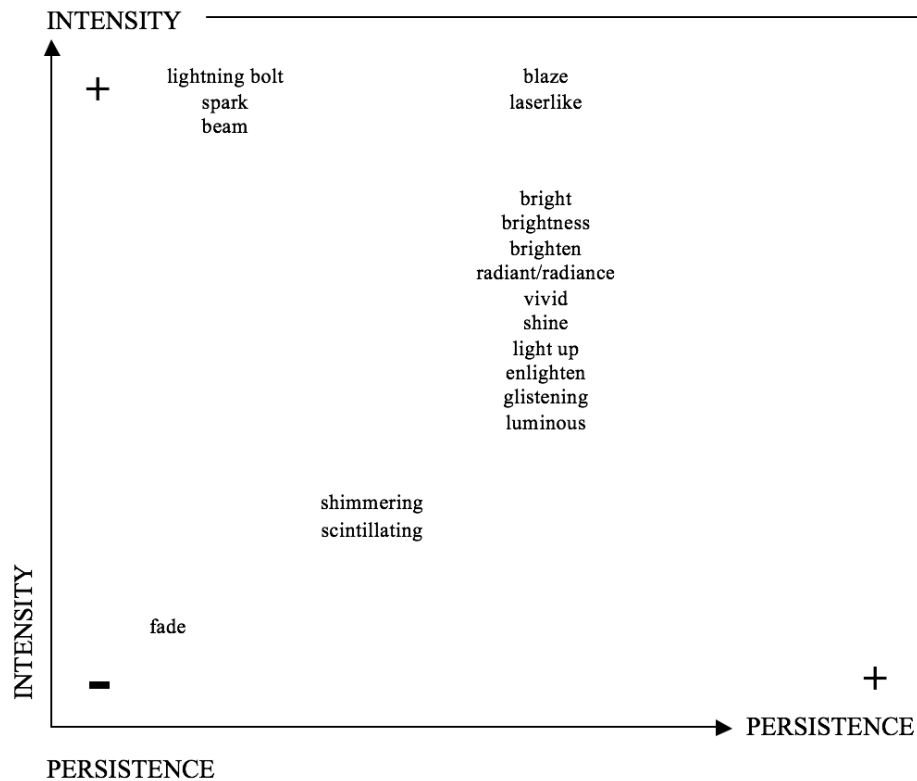 INTENSITY
+
lightning bolt
spark
beam
blaze
laserlike
bright
brightness
brighten
radiant/radiance
vivid
shine
light up
enlighten
glistening
luminous
shimmering
scintillating
fade
INTENSITY
-
+
PERSISTENCE
PERSISTENCE